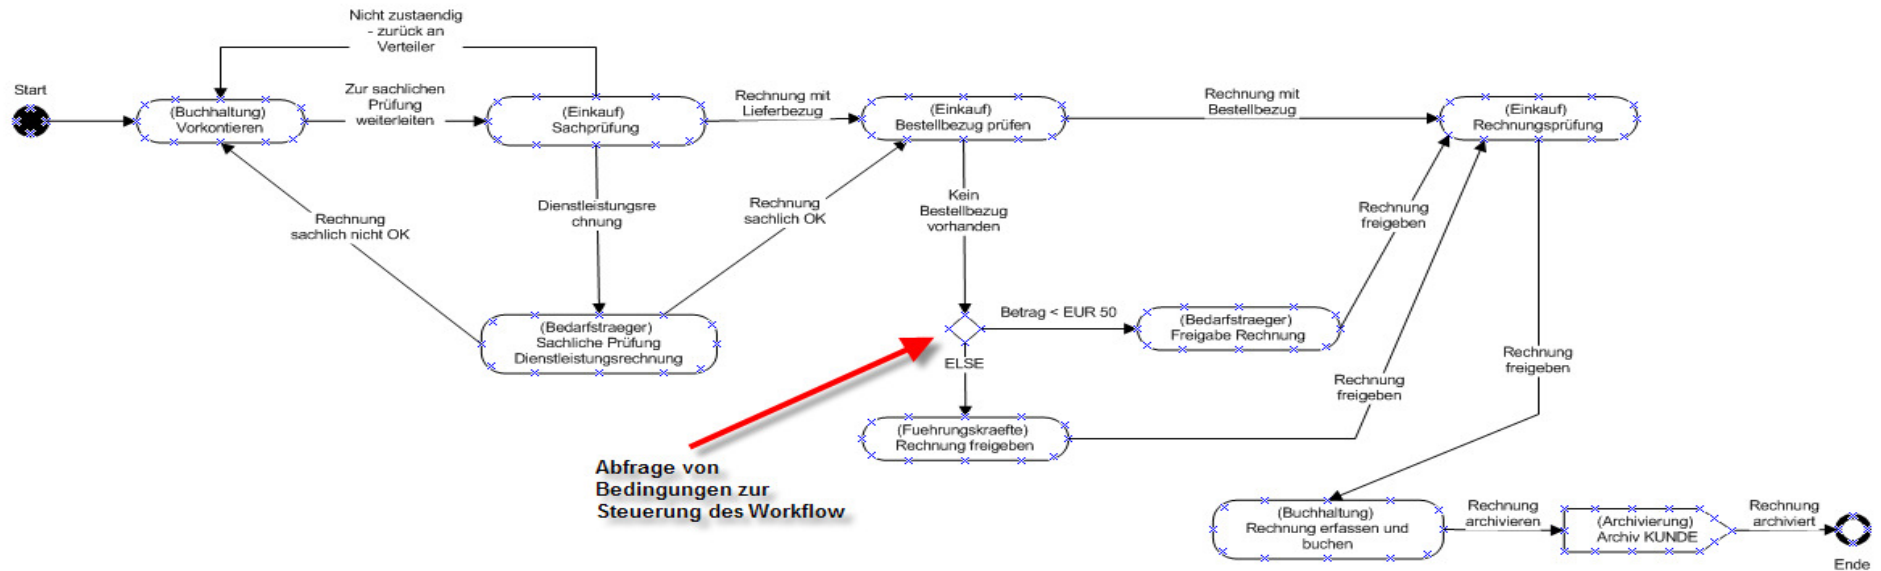 Nicht zustaendig
- zurück an
Verteiler
Start
(Buchhaltung)
Vorkontieren
Zur sachlichen
Prüfung
weiterleiten
(Einkauf)
Sachprüfung
Rechnung mit
Lieferbezug
(Einkauf)
Bestellbezug prüfen
Rechnung mit
Bestellbezug
(Einkauf)
Rechnungsprüfung
Rechnung
sachlich nicht OK
Dienstleistungsre
chnung
Rechnung
sachlich OK
Kein
Bestellbezug
vorhanden
Rechnung
freigeben
(Bedarfstraeger)
Sachliche Prüfung
Dienstleistungsrechnung
Betrag < EUR 50
(Bedarfstraeger)
Freigabe Rechnung
ELSE
Rechnung
freigeben
Rechnung
freigeben
(Fuehrungskraefte)
Rechnung freigeben
Abfrage von
Bedingungen zur
Steuerung des Workflow
(Buchhaltung)
Rechnung erfassen und
buchen
Rechnung
archivieren
(Archivierung)
Archiv KUNDE
Rechnung
archiviert
Ende